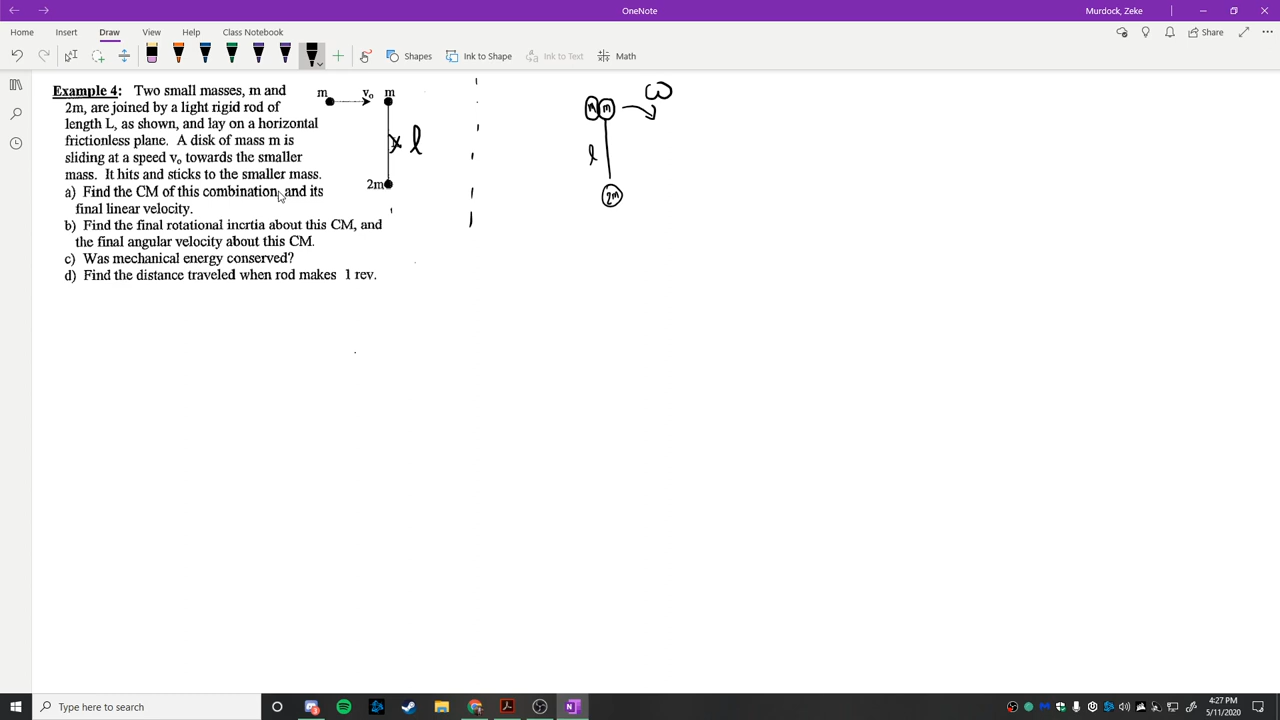 OneNote
Murdock, Zeke
Home Insert Draw View Help Class Notebook
Share
Shapes Ink to Shape Ink to Text Math
Example 4: Two small masses, m and
2m, are joined by a light rigid rod of
length L, as shown, and lay on a horizontal
frictionless plane. A disk of mass m is
sliding at a speed vₒ towards the smaller
mass. It hits and sticks to the smaller mass.
a) Find the CM of this combination, and its
final linear velocity.
b) Find the final rotational inertia about this CM, and
the final angular velocity about this CM.
c) Was mechanical energy conserved?
d) Find the distance traveled when rod makes 1 rev.
m vₒ m
x l
2m
m m ω
l
2m
Type here to search
4:27 PM
5/11/2020